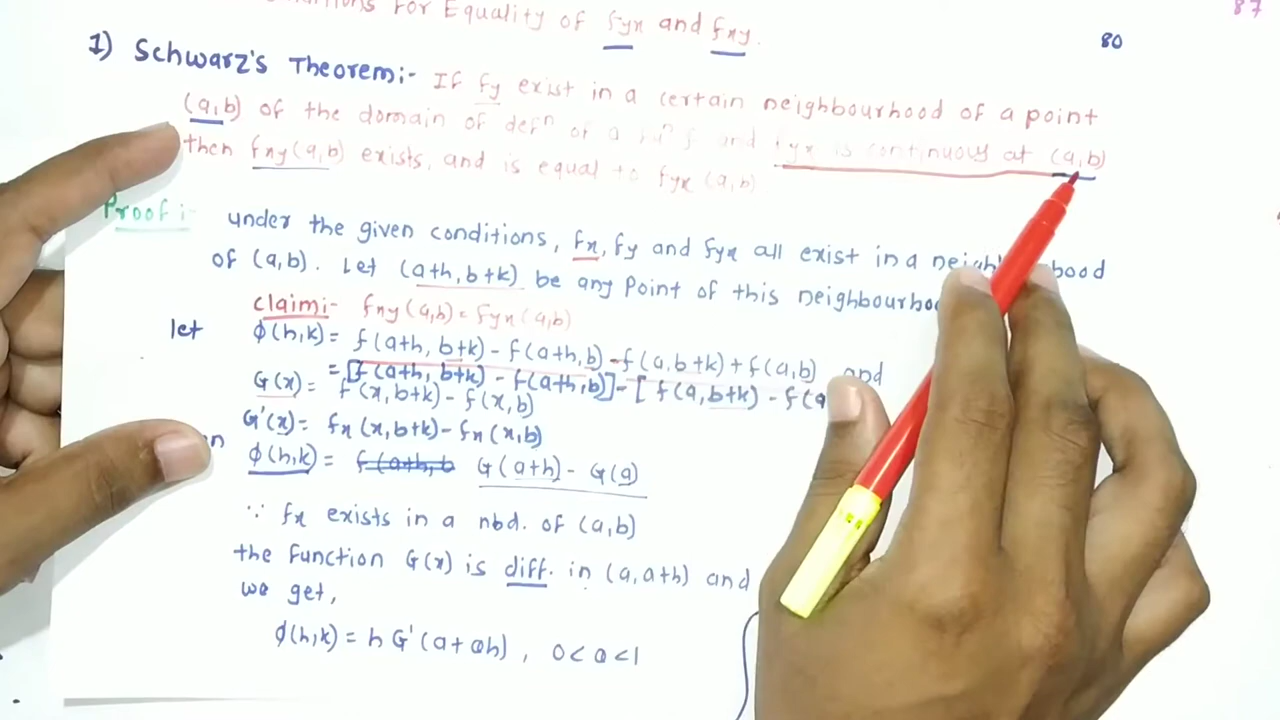 87
for Equality of fyx and fxy.
80
1) Schwarz's Theorem:- If fy exist in a certain neighbourhood of a point
(a,b) of the domain of defⁿ of a fuⁿ f and fyx is continuous at (a,b)
then fxy(a,b) exists, and is equal to fyx (a,b)
Proof :- under the given conditions, fx, fy and fyx all exist in a
of (a,b). Let (a+h, b+k) be any point of this
claim:- fxy(a,b) = fyx(a,b)
let φ(h,k) = f(a+h, b+k) - f(a+h, b) - f(a, b+k) + f(a,b) and
= [f(a+h, b+k) - f(a+h, b)] - [f(a, b+k) - f(a
G(x) = f(x, b+k) - f(x, b)
G'(x) = fx(x, b+k) - fx(x, b)
φ(h,k) = f(a+h, b G(a+h) - G(a)
∵ fx exists in a nbd. of (a,b)
the function G(x) is diff. in (a, a+h) and
we get,
φ(h,k) = h G'(a+θh), 0<θ<1